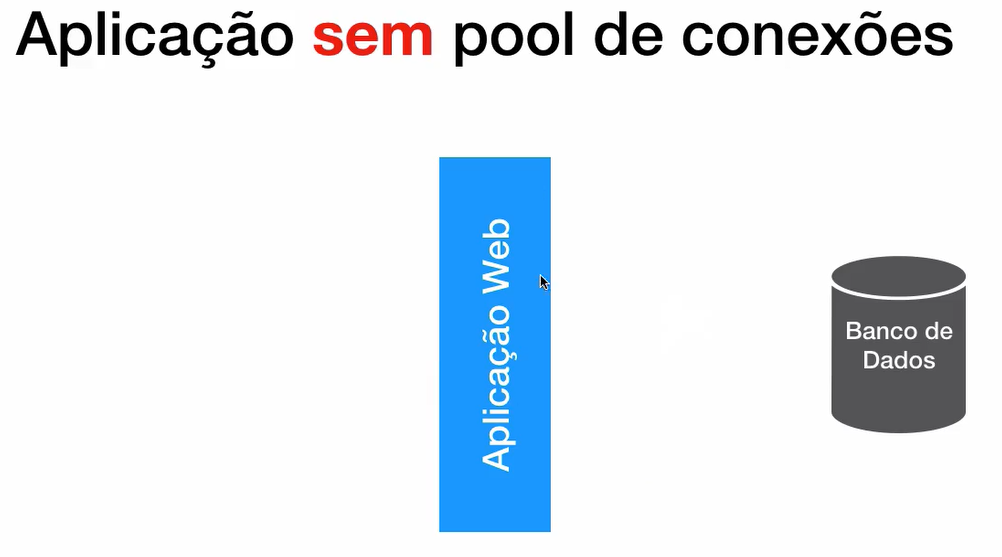 Aplicação sem pool de conexões
Aplicação Web
Banco de
Dados